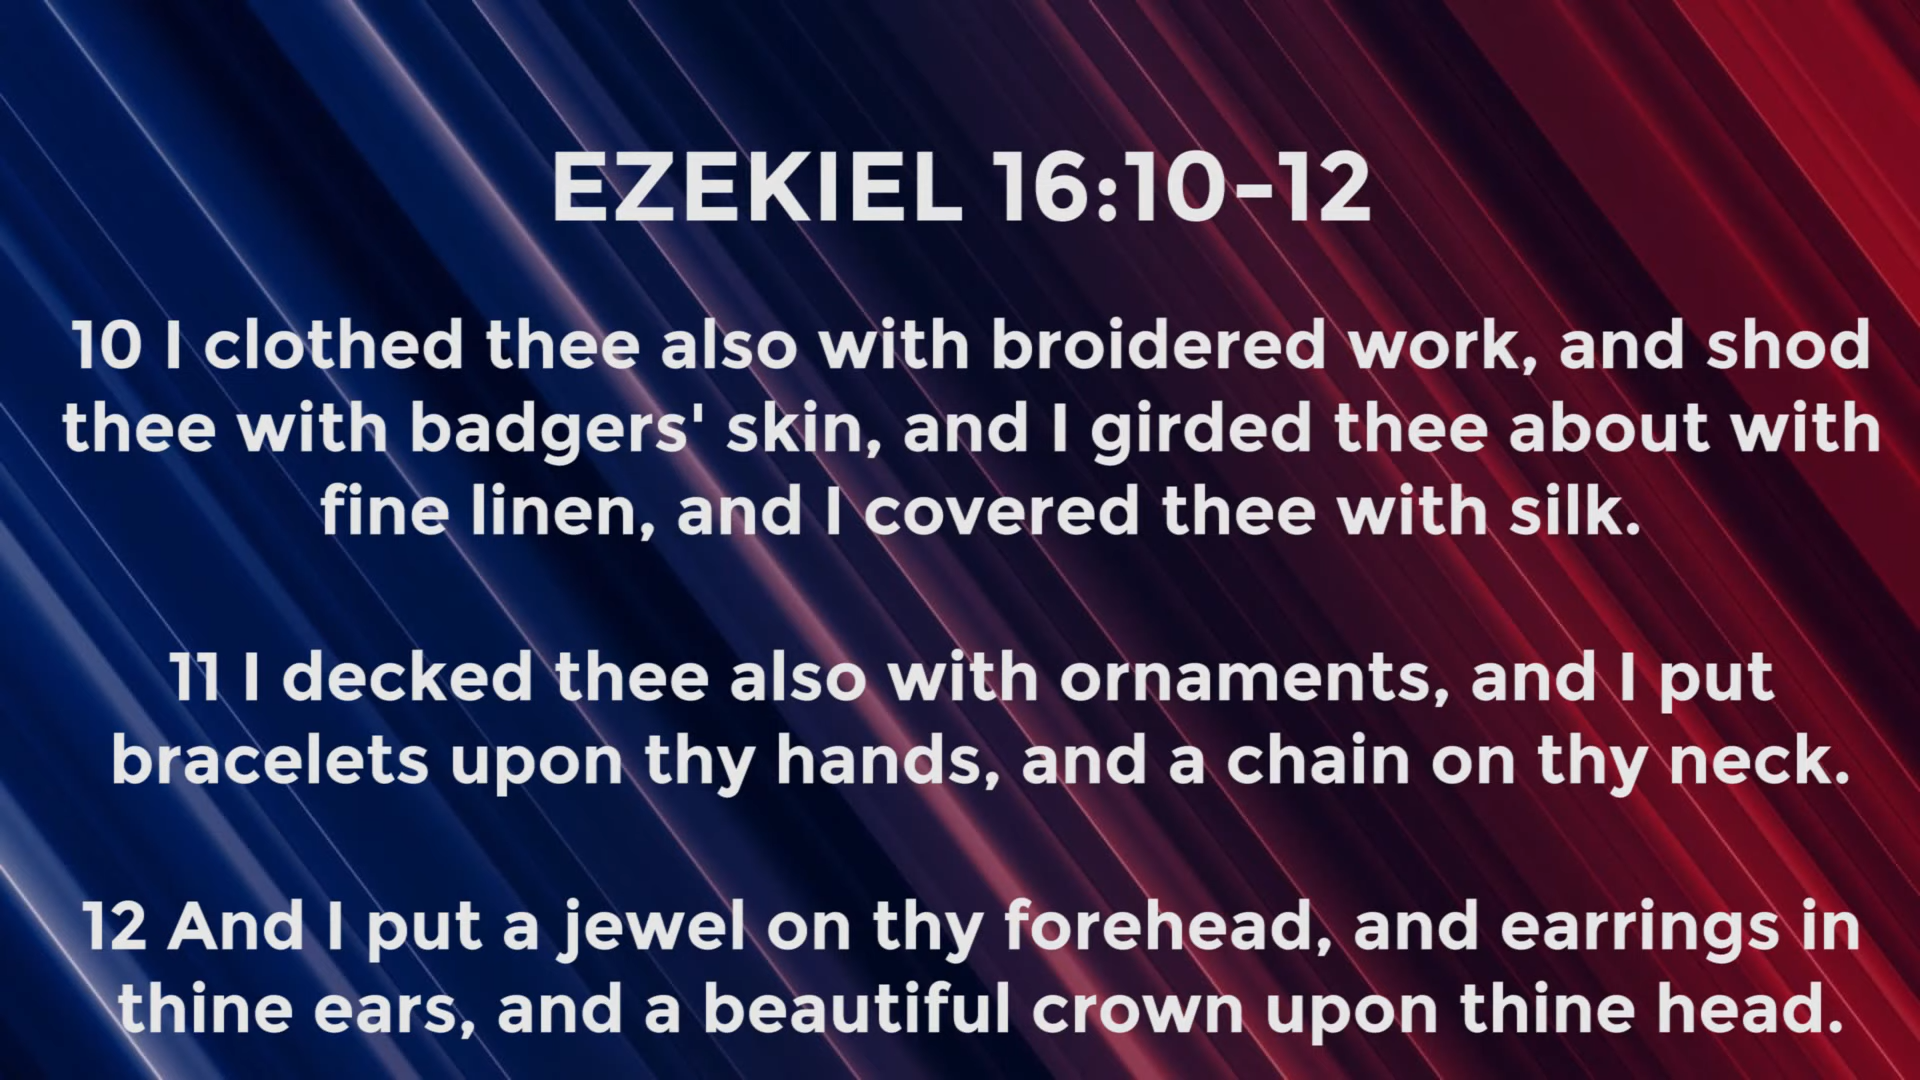 EZEKIEL 16:10-12
10 I clothed thee also with broidered work, and shod
thee with badgers' skin, and I girded thee about with
fine linen, and I covered thee with silk.
11 I decked thee also with ornaments, and I put
bracelets upon thy hands, and a chain on thy neck.
12 And I put a jewel on thy forehead, and earrings in
thine ears, and a beautiful crown upon thine head.